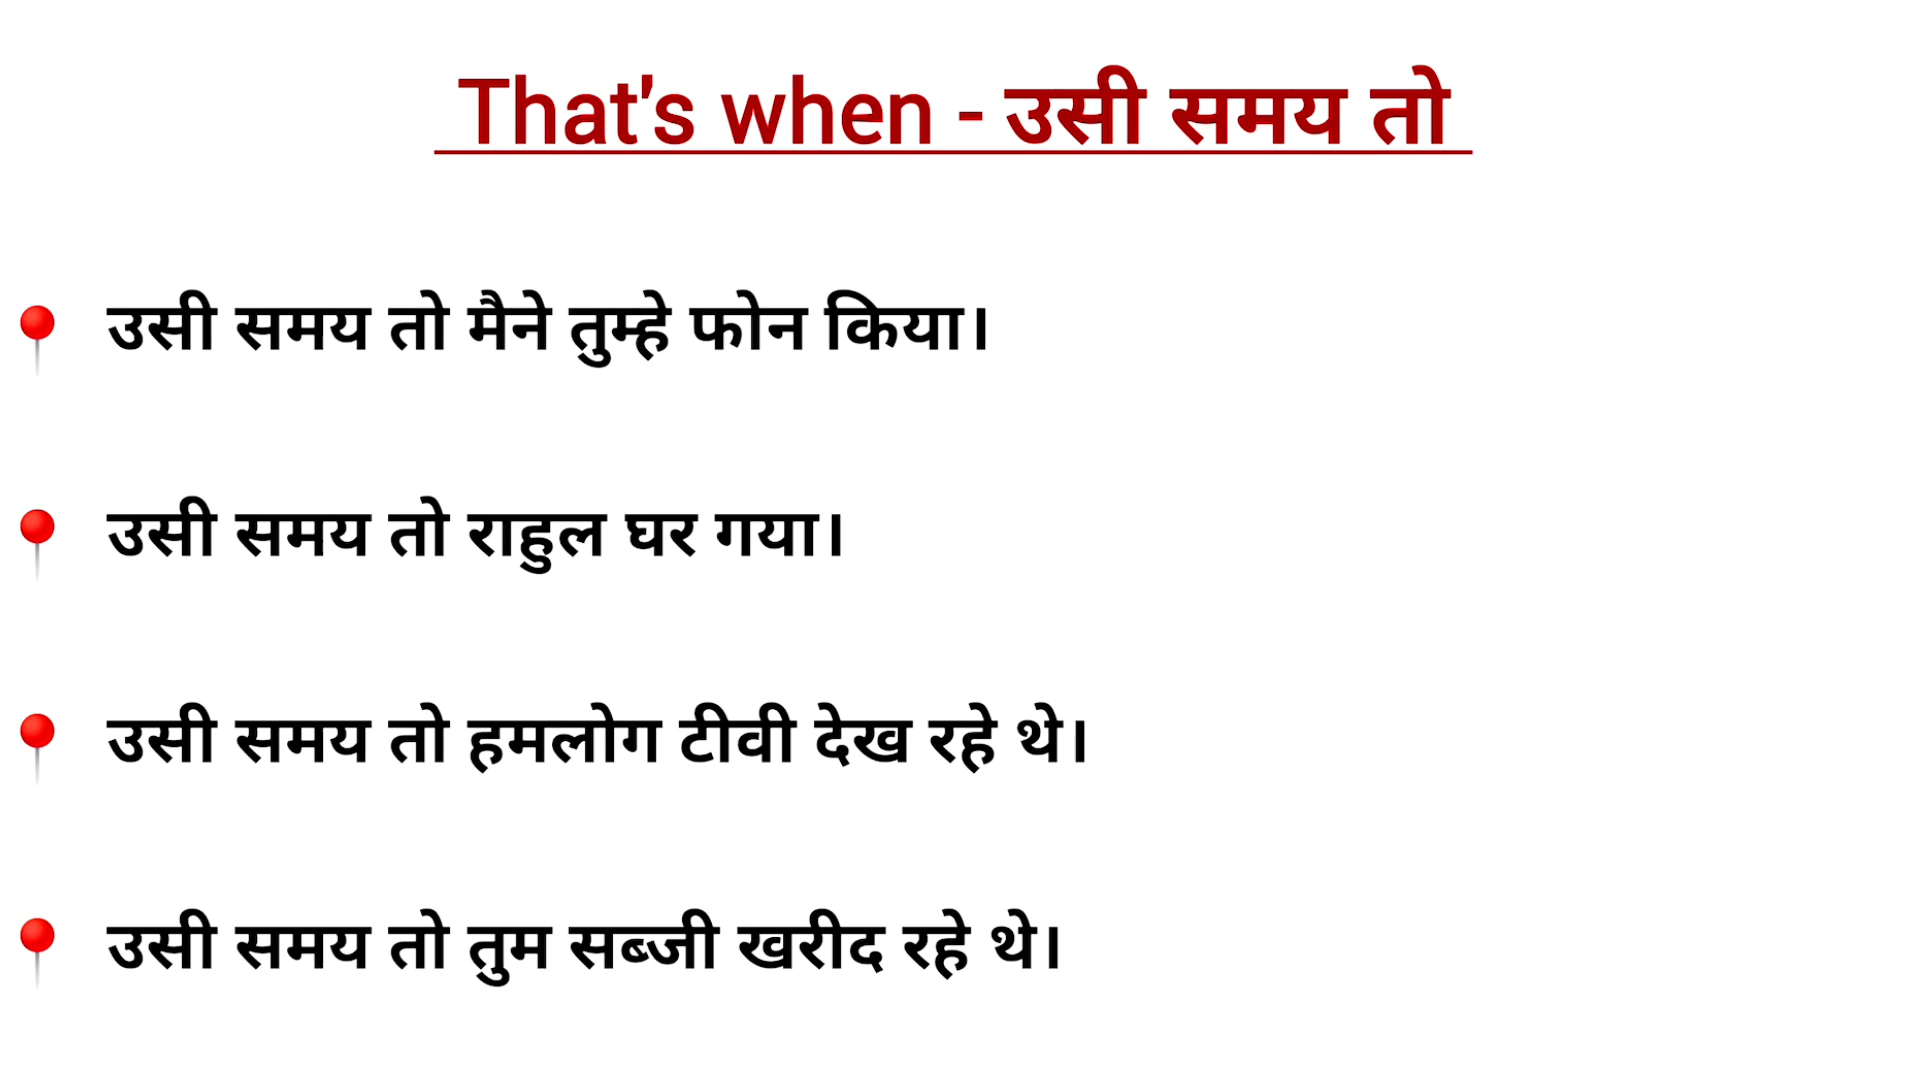 That's when - उसी समय तो
उसी समय तो मैने तुम्हे फोन किया।
उसी समय तो राहुल घर गया।
उसी समय तो हमलोग टीवी देख रहे थे।
उसी समय तो तुम सब्जी खरीद रहे थे।